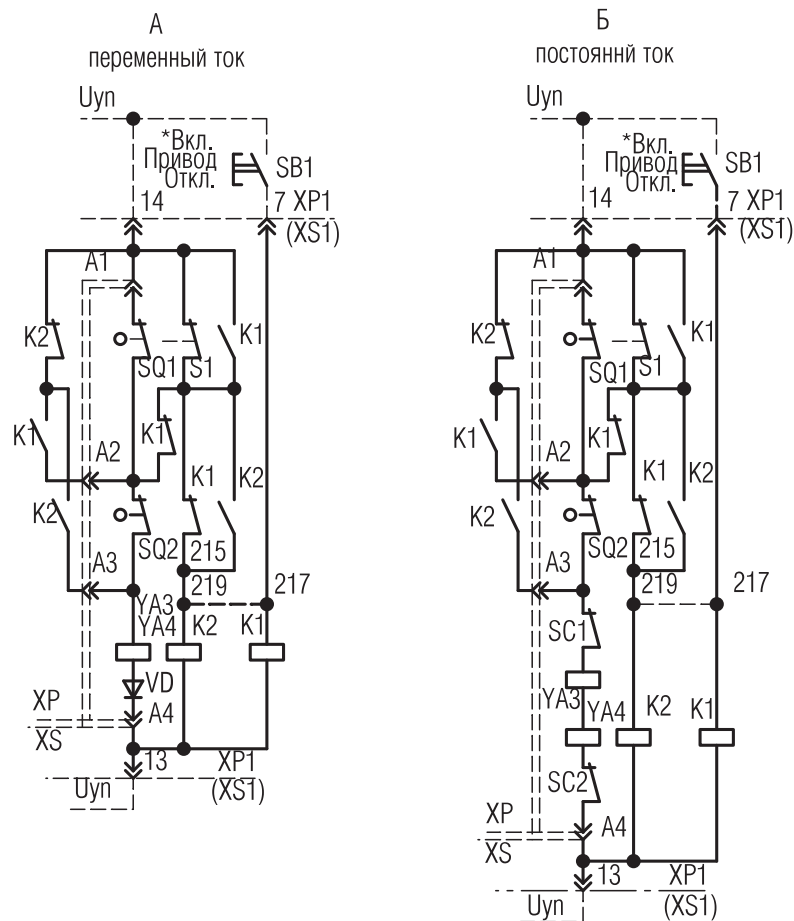 А
переменный ток
Uуп
*Вкл.
Привод
Откл.
SB1
14
7 XP1
(XS1)
A1
K2
SQ1
S1
K1
K1
A2
K1
K1
K2
K2
SQ2
215
A3
219
217
YA3
YA4
K2
K1
VD
XP
A4
XS
13
XP1
Uуп
(XS1)
Б
постояннй ток
Uуп
*Вкл.
Привод
Откл.
SB1
14
7 XP1
(XS1)
A1
K2
SQ1
S1
K1
K1
A2
K1
K1
K2
K2
SQ2
215
A3
219
217
SC1
YA3
YA4
K2
K1
SC2
XP
A4
XS
13
XP1
Uуп
(XS1)